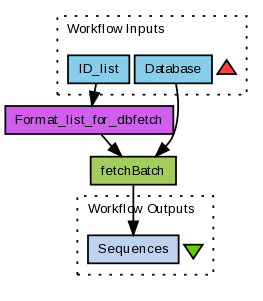 Workflow Inputs
ID_list
Database
Format_list_for_dbfetch
fetchBatch
Workflow Outputs
Sequences